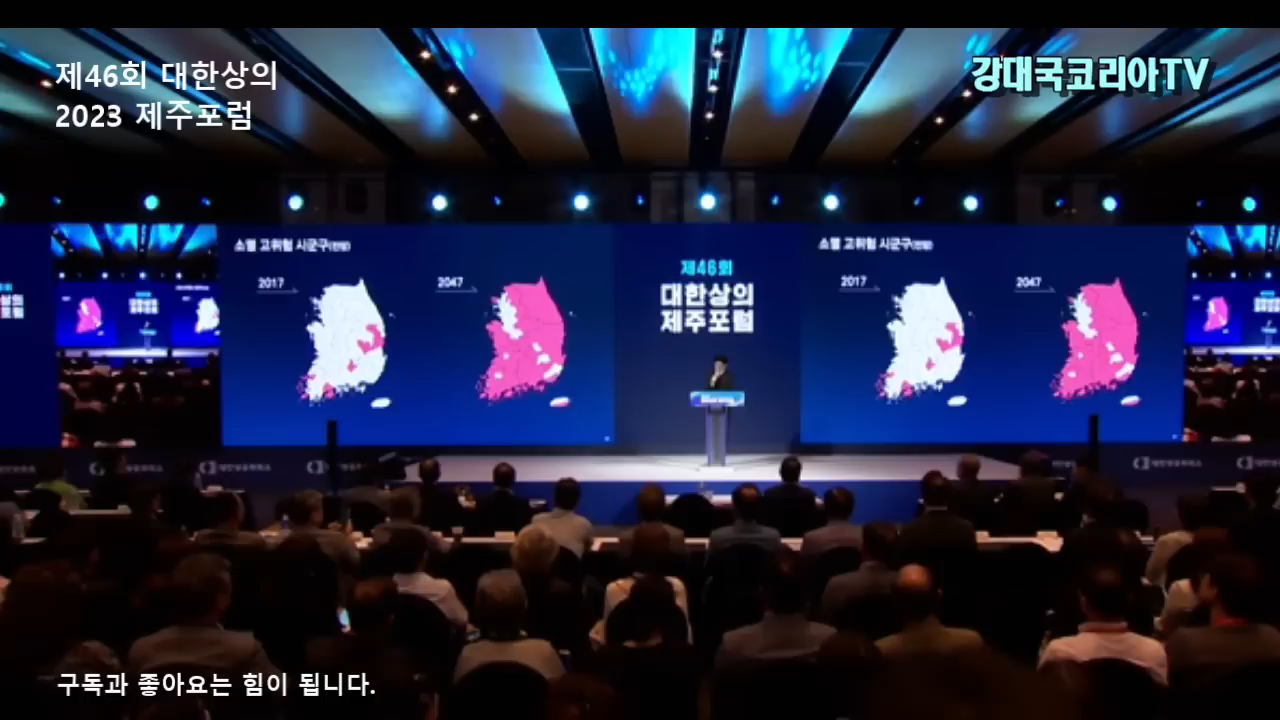 제46회 대한상의
2023 제주포럼
강대국코리아TV
소멸 고위험 시군구
2017
2047
제46회
대한상의
제주포럼
소멸 고위험 시군구
2017
2047
구독과 좋아요는 힘이 됩니다.